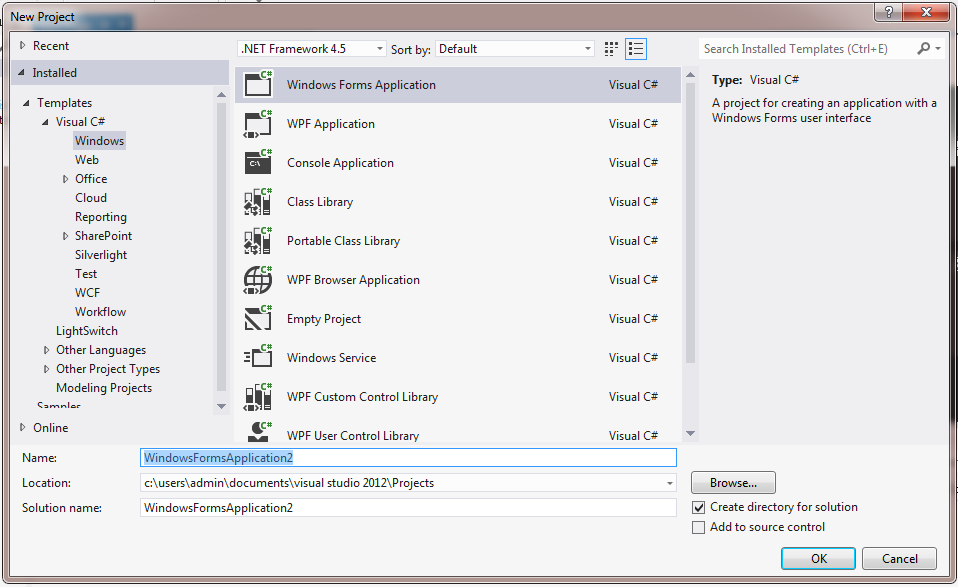 New Project
Recent
Installed
Templates
Visual C#
Windows
Web
Office
Cloud
Reporting
SharePoint
Silverlight
Test
WCF
Workflow
LightSwitch
Other Languages
Other Project Types
Modeling Projects
Samples
Online
.NET Framework 4.5 Sort by: Default
Windows Forms Application Visual C#
WPF Application Visual C#
Console Application Visual C#
Class Library Visual C#
Portable Class Library Visual C#
WPF Browser Application Visual C#
Empty Project Visual C#
Windows Service Visual C#
WPF Custom Control Library Visual C#
WPF User Control Library Visual C#
Search Installed Templates (Ctrl+E)
Type: Visual C#
A project for creating an application with a
Windows Forms user interface
Name: WindowsFormsApplication2
Location: c:\users\admin\documents\visual studio 2012\Projects
Browse...
Solution name: WindowsFormsApplication2
Create directory for solution
Add to source control
OK Cancel